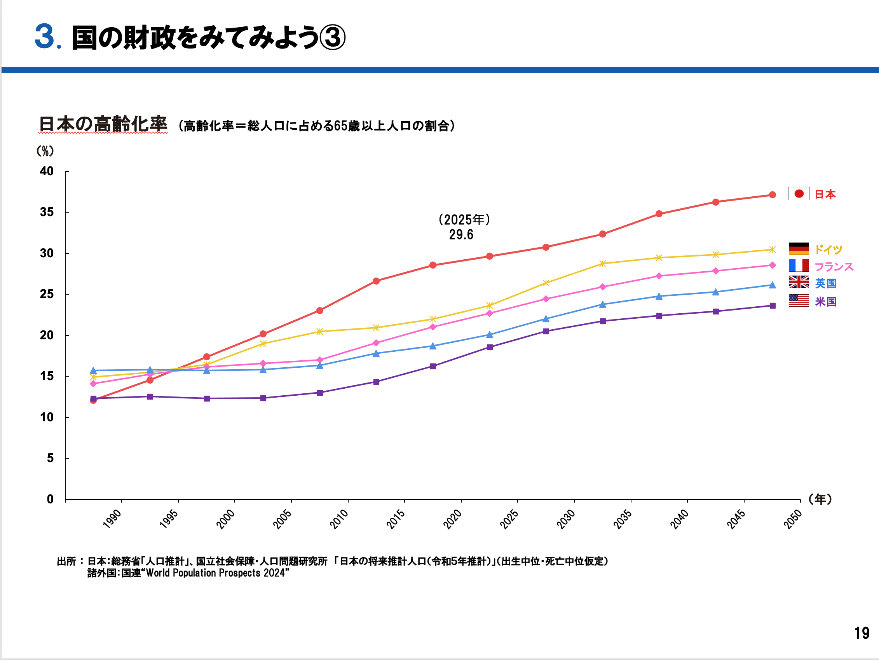 3. 国の財政をみてみよう③
日本の高齢化率 (高齢化率＝総人口に占める65歳以上人口の割合)
(%)
40
35
30
25
20
15
10
5
0
(2025年)
29.6
日本
ドイツ
フランス
英国
米国
1990 1995 2000 2005 2010 2015 2020 2025 2030 2035 2040 2045 2050 (年)
出所：日本：総務省「人口推計」、国立社会保障・人口問題研究所 「日本の将来推計人口（令和5年推計）」（出生中位・死亡中位仮定）
諸外国：国連“World Population Prospects 2024”
19